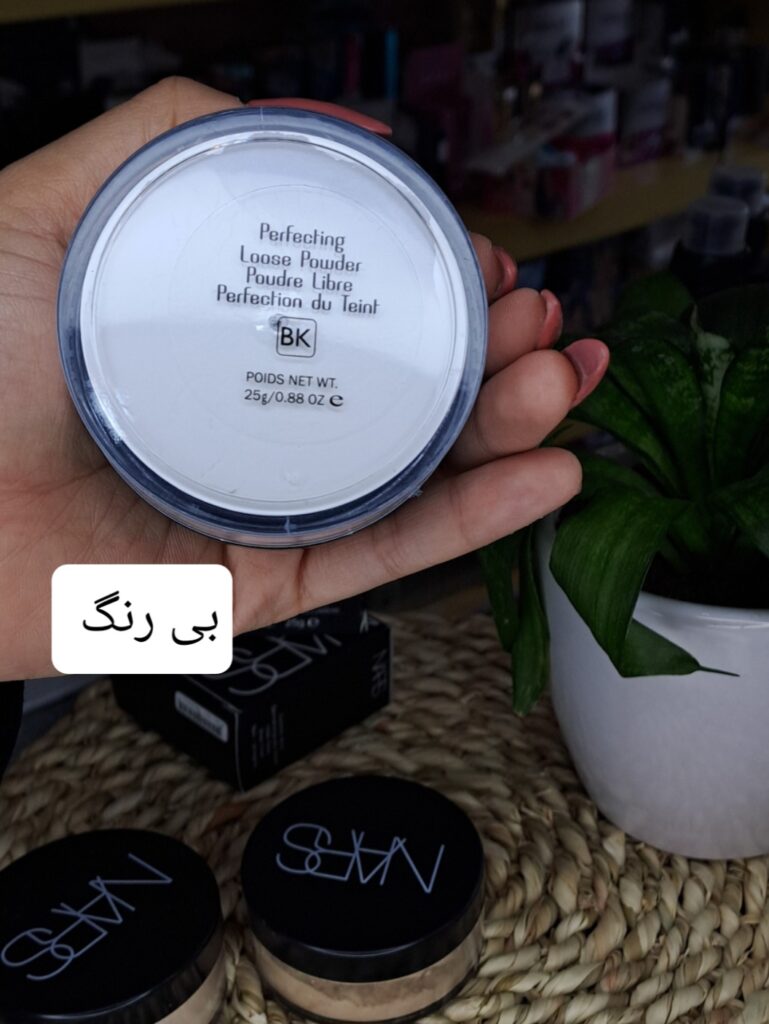 Perfecting
Loose Powder
Poudre Libre
Perfection du Teint
BK
POIDS NET WT.
25g/0.88 OZ e
بی رنگ
NARS
NARS
NARS